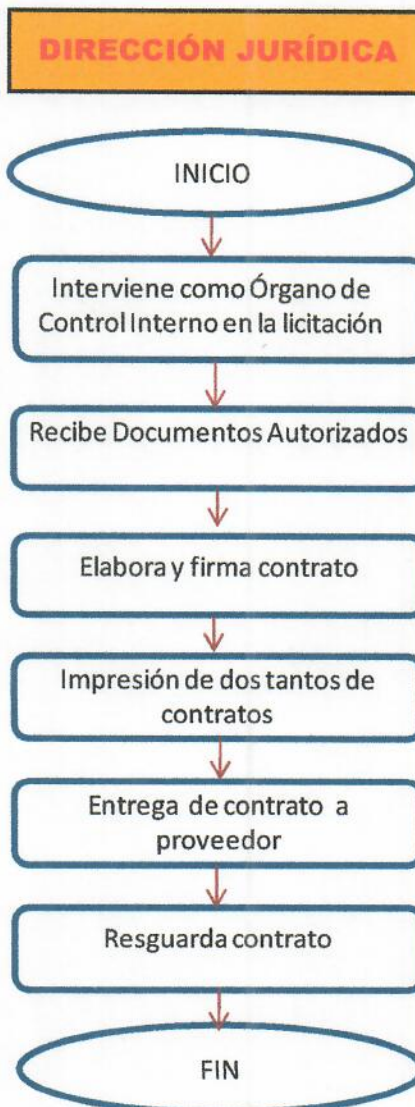 DIRECCIÓN JURÍDICA
INICIO
Interviene como Órgano de
Control Interno en la licitación
Recibe Documentos Autorizados
Elabora y firma contrato
Impresión de dos tantos de
contratos
Entrega de contrato a
proveedor
Resguarda contrato
FIN